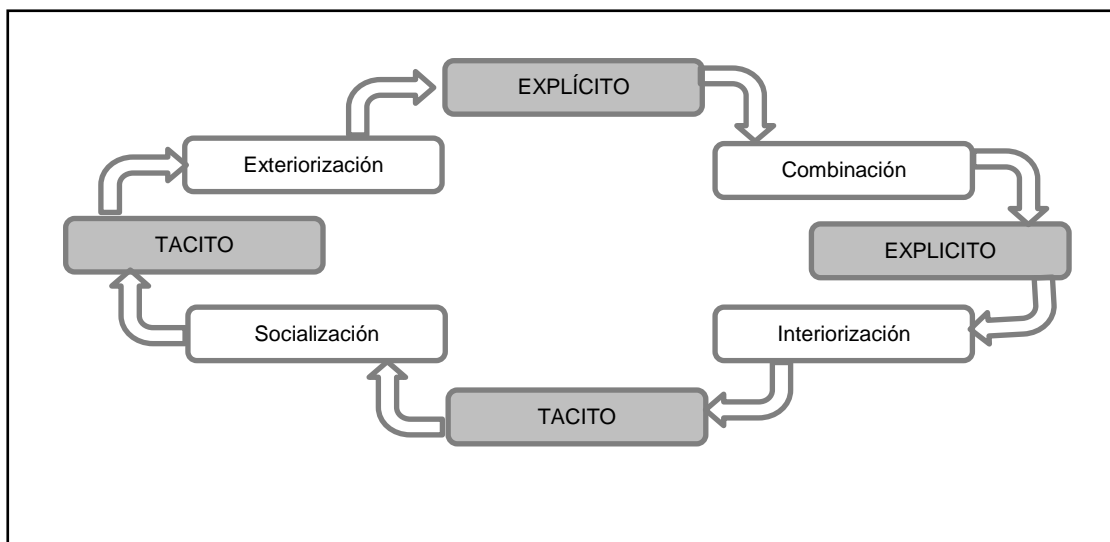 EXPLÍCITO
Exteriorización
Combinación
TACITO
EXPLICITO
Socialización
Interiorización
TACITO